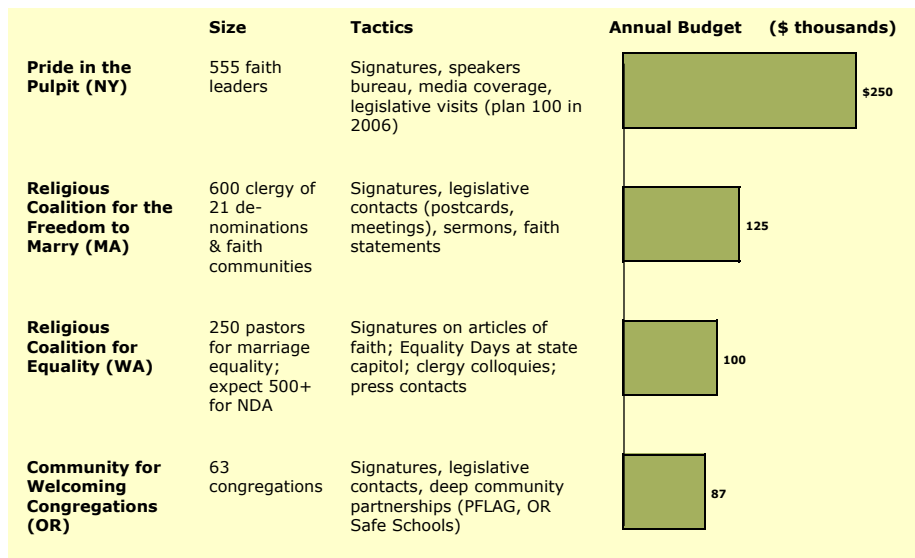 Size
Tactics
Annual Budget ($ thousands)
Pride in the
Pulpit (NY)
555 faith
leaders
Signatures, speakers
bureau, media coverage,
legislative visits (plan 100 in
2006)
$250
Religious
Coalition for the
Freedom to
Marry (MA)
600 clergy of
21 de-
nominations
& faith
communities
Signatures, legislative
contacts (postcards,
meetings), sermons, faith
statements
125
Religious
Coalition for
Equality (WA)
250 pastors
for marriage
equality;
expect 500+
for NDA
Signatures on articles of
faith; Equality Days at state
capitol; clergy colloquies;
press contacts
100
Community for
Welcoming
Congregations
(OR)
63
congregations
Signatures, legislative
contacts, deep community
partnerships (PFLAG, OR
Safe Schools)
87